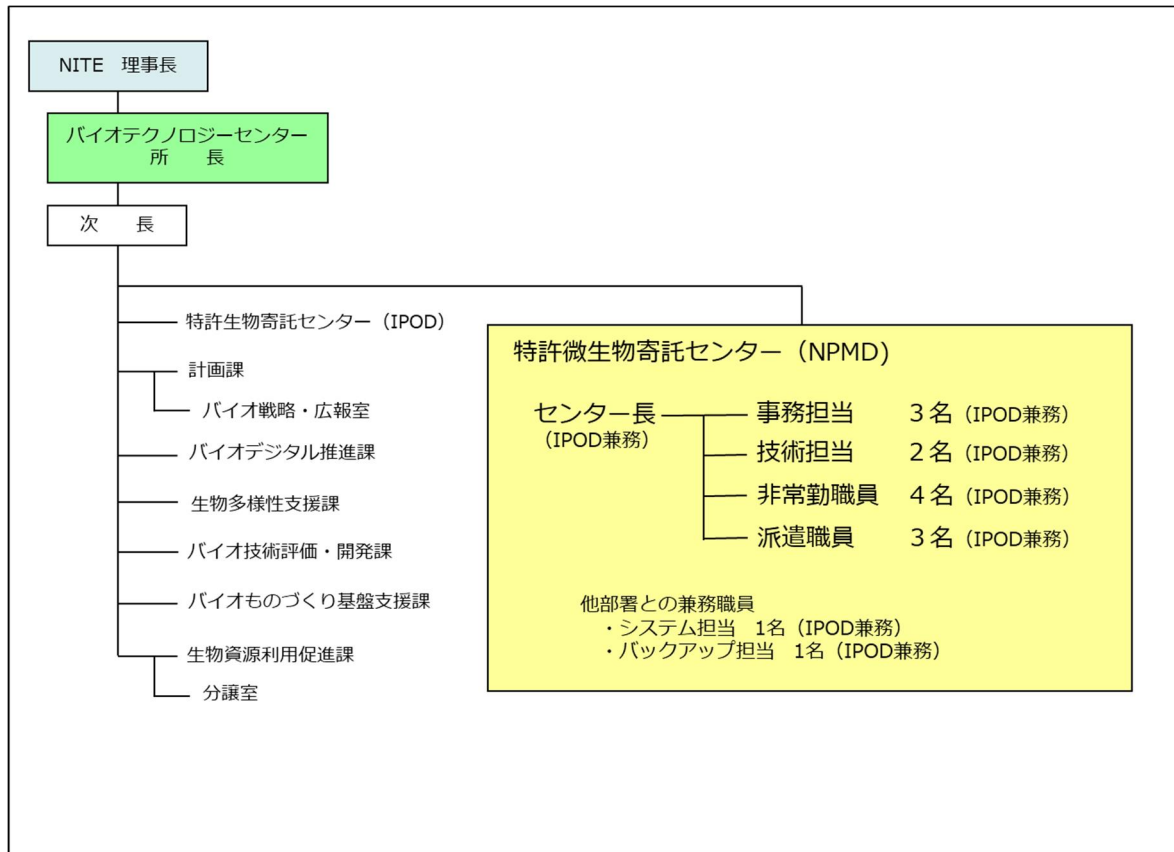 NITE 理事長
バイオテクノロジーセンター
所 長
次 長
特許生物寄託センター（IPOD）
計画課
バイオ戦略・広報室
バイオデジタル推進課
生物多様性支援課
バイオ技術評価・開発課
バイオものづくり基盤支援課
生物資源利用促進課
分譲室
特許微生物寄託センター（NPMD)
センター長
(IPOD兼務)
事務担当 ３名 (IPOD兼務)
技術担当 ２名 (IPOD兼務)
非常勤職員 ４名 (IPOD兼務)
派遣職員 ３名 (IPOD兼務)
他部署との兼務職員
・システム担当 1名 (IPOD兼務)
・バックアップ担当 1名 (IPOD兼務)